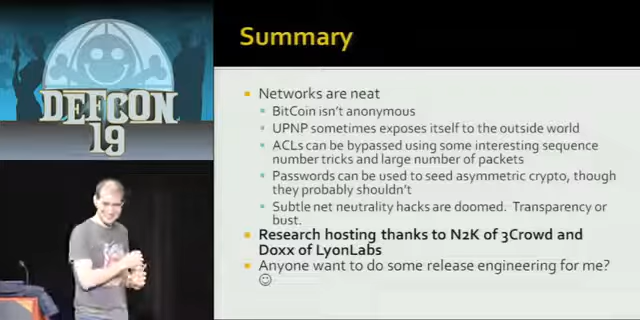 DEFCON
19
Summary
Networks are neat
BitCoin isn't anonymous
UPNP sometimes exposes itself to the outside world
ACLs can be bypassed using some interesting sequence
number tricks and large number of packets
Passwords can be used to seed asymmetric crypto, though
they probably shouldn't
Subtle net neutrality hacks are doomed. Transparency or
bust.
Research hosting thanks to N2K of 3Crowd and
Doxx of LyonLabs
Anyone want to do some release engineering for me?
☺